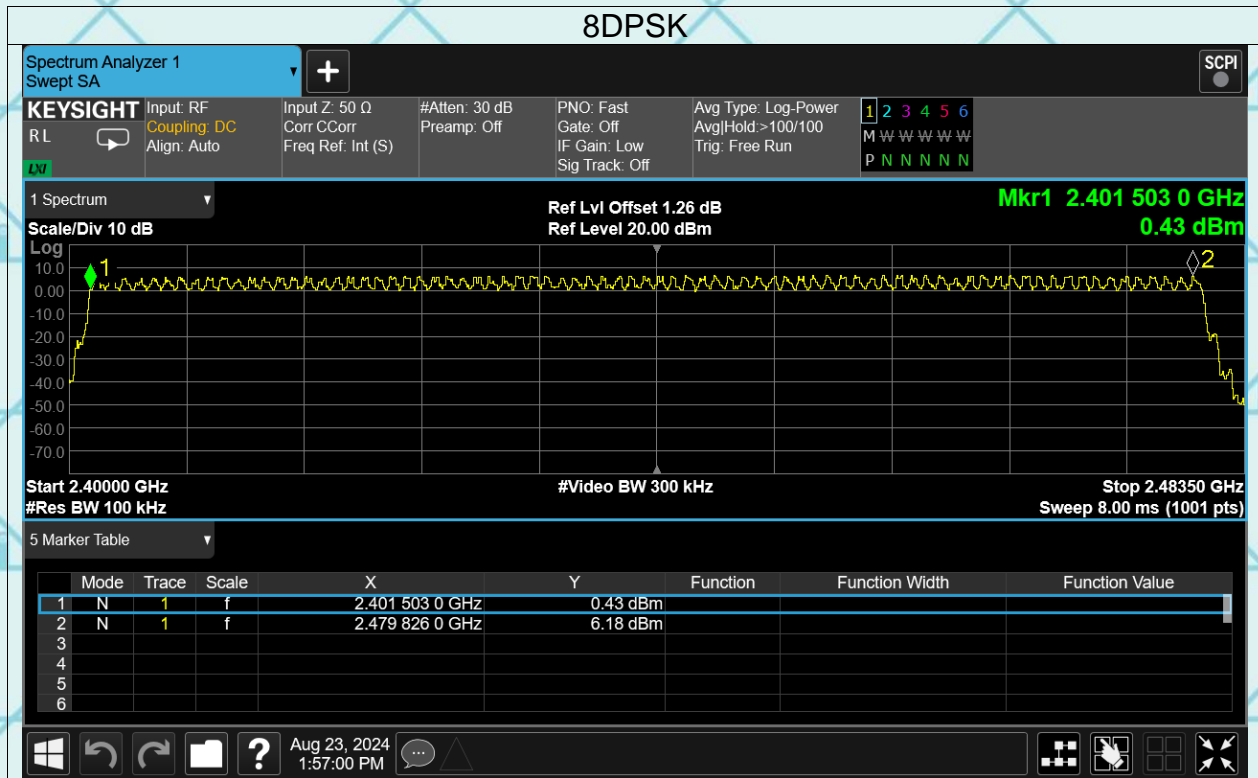 8DPSK
Spectrum Analyzer 1
Swept SA
SCPI
KEYSIGHT
RL
LXI
Input: RF
Coupling: DC
Align: Auto
Input Z: 50 Ω
Corr CCorr
Freq Ref: Int (S)
#Atten: 30 dB
Preamp: Off
PNO: Fast
Gate: Off
IF Gain: Low
Sig Track: Off
Avg Type: Log-Power
Avg|Hold:>100/100
Trig: Free Run
1 2 3 4 5 6
M W W W W W
P N N N N N
1 Spectrum
Scale/Div 10 dB
Ref Lvl Offset 1.26 dB
Ref Level 20.00 dBm
Mkr1 2.401 503 0 GHz
0.43 dBm
Log
10.0
0.00
-10.0
-20.0
-30.0
-40.0
-50.0
-60.0
-70.0
1
2
Start 2.40000 GHz
#Res BW 100 kHz
#Video BW 300 kHz
Stop 2.48350 GHz
Sweep 8.00 ms (1001 pts)
5 Marker Table
Mode Trace Scale X Y Function Function Width Function Value
1 N 1 f 2.401 503 0 GHz 0.43 dBm
2 N 1 f 2.479 826 0 GHz 6.18 dBm
3
4
5
6
?
Aug 23, 2024
1:57:00 PM